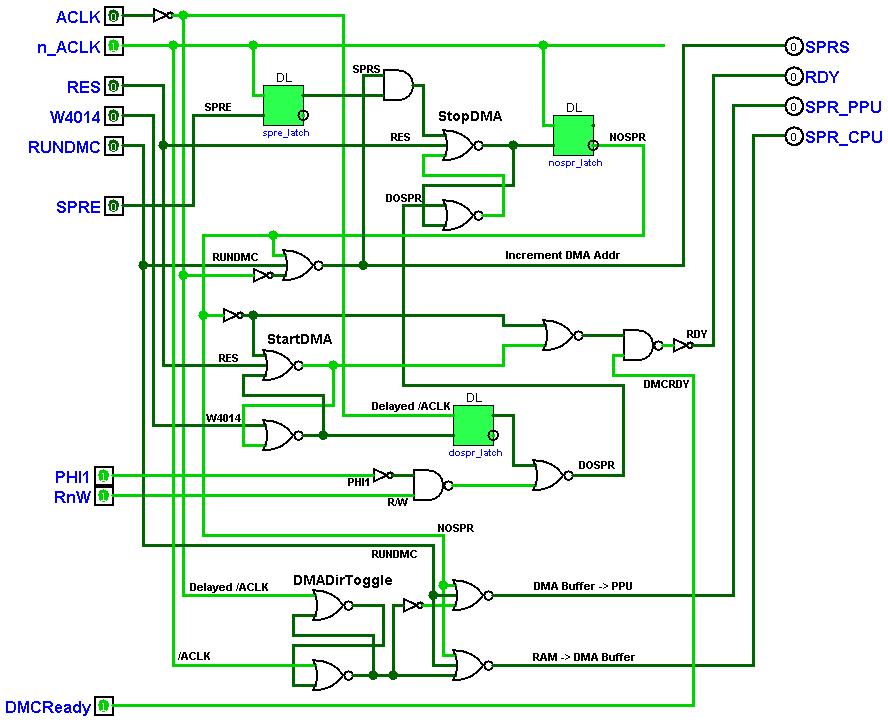 ACLK 0
n_ACLK 1
RES 0
W4014 0
RUNDMC 0
SPRE 0
0 SPRS
0 RDY
0 SPR_PPU
0 SPR_CPU
DL
SPRS
SPRE
spre_latch
StopDMA
RES
DL
NOSPR
nospr_latch
DOSPR
RUNDMC
Increment DMA Addr
StartDMA
RES
RDY
DMCRDY
W4014
Delayed /ACLK
DL
dospr_latch
DOSPR
PHI1 1
RnW 1
PHI1
R/W
NOSPR
RUNDMC
DMADirToggle
Delayed /ACLK
DMA Buffer -> PPU
/ACLK
RAM -> DMA Buffer
DMCReady 1